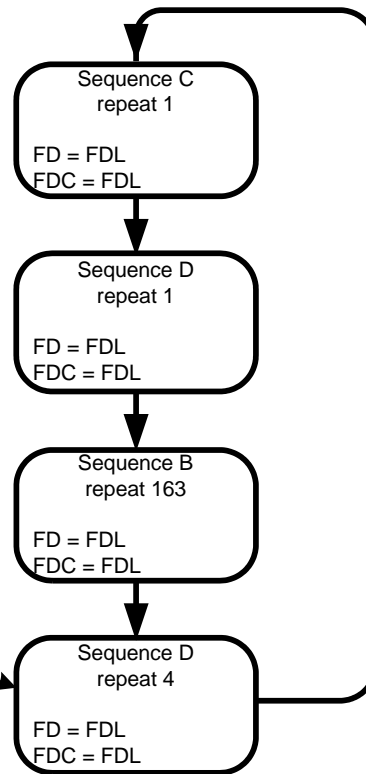 Sequence C
repeat 1
FD = FDL
FDC = FDL
Sequence D
repeat 1
FD = FDL
FDC = FDL
Sequence B
repeat 163
FD = FDL
FDC = FDL
Sequence D
repeat 4
FD = FDL
FDC = FDL